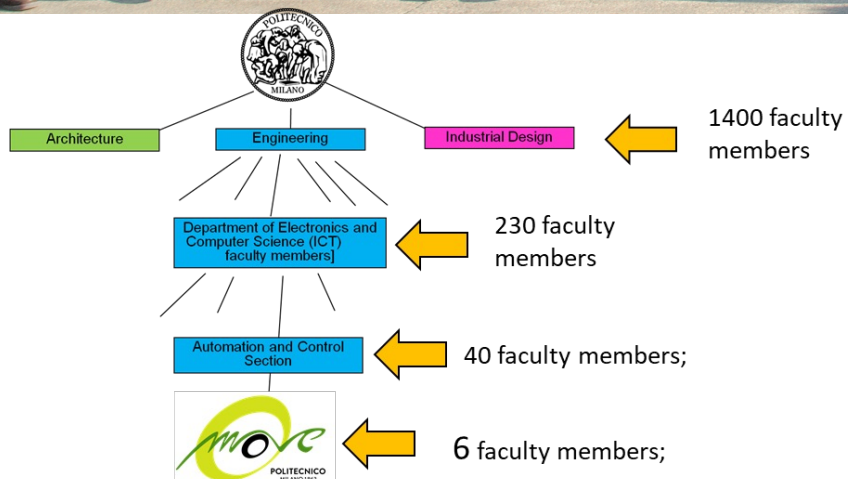 POLITECNICO
MILANO
Architecture
Engineering
Industrial Design
1400 faculty
members
Department of Electronics and
Computer Science (ICT)
faculty members]
230 faculty
members
Automation and Control
Section
40 faculty members;
move
POLITECNICO
6 faculty members;